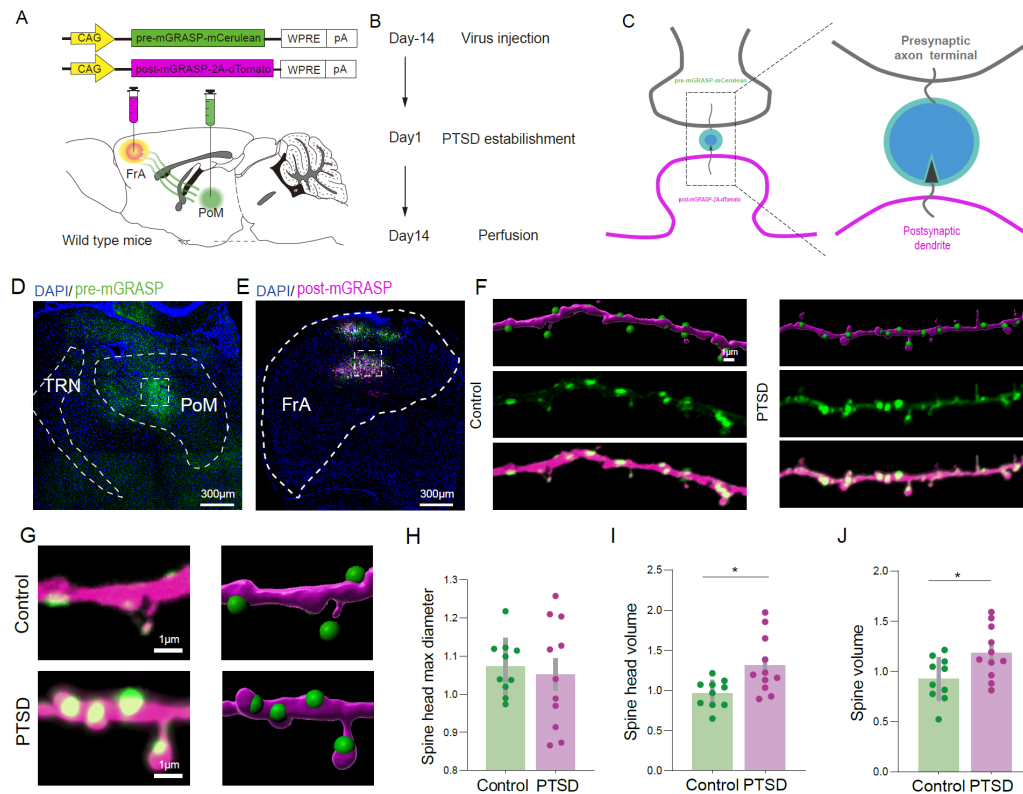 A
CAG pre-mGRASP-mCerulean WPRE pA
CAG post-mGRASP-2A-dTomato WPRE pA
FrA
PoM
Wild type mice
B
Day-14 Virus injection
Day1 PTSD estabilishment
Day14 Perfusion
C
pre-mGRASP-mCerulean
post-mGRASP-2A-dTomato
Presynaptic
axon terminal
Postsynaptic
dendrite
D
DAPI/pre-mGRASP
TRN
PoM
300μm
E
DAPI/post-mGRASP
FrA
300μm
F
Control
1μm
PTSD
G
Control
1μm
PTSD
1μm
H
Spine head max diameter
1.3
1.2
1.1
1.0
0.9
0.8
Control PTSD
I
Spine head volume
2.5
2.0
1.5
1.0
0.5
0.0
*
Control PTSD
J
Spine volume
2.0
1.5
1.0
0.5
0.0
*
Control PTSD